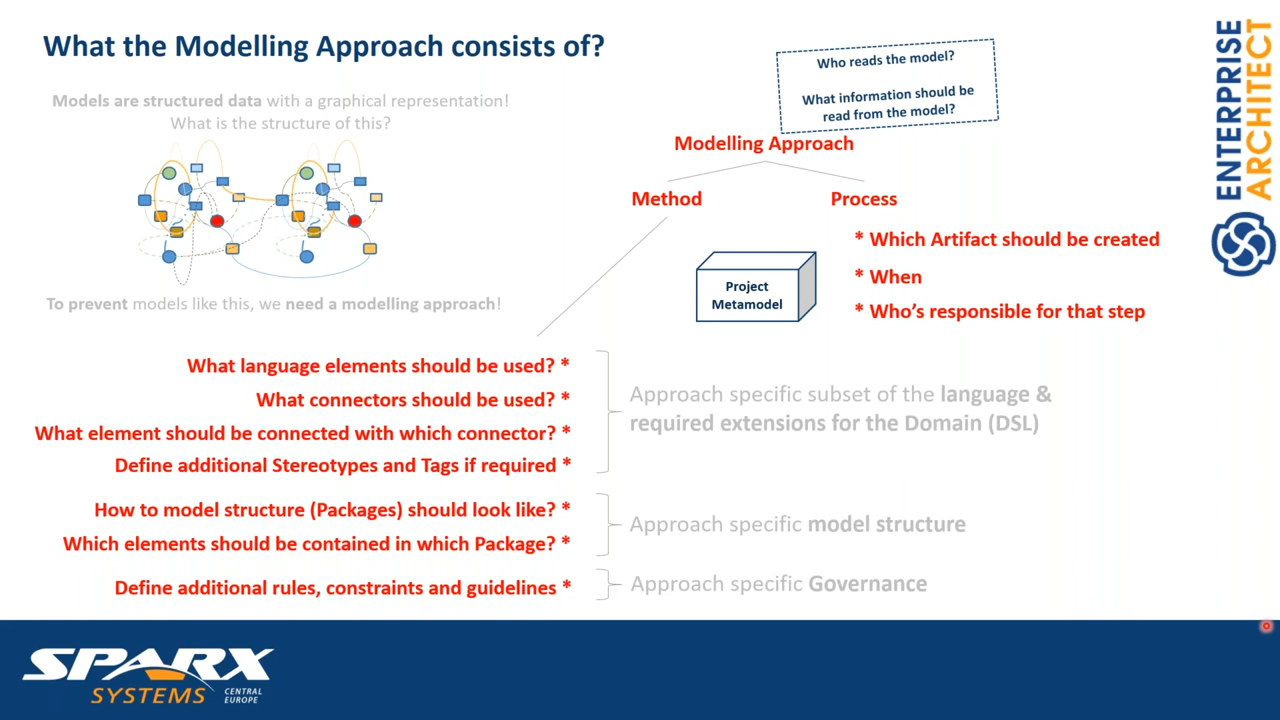 What the Modelling Approach consists of?
Models are structured data with a graphical representation!
What is the structure of this?
To prevent models like this, we need a modelling approach!
Who reads the model?
What information should be
read from the model?
Modelling Approach
Method
Process
* Which Artifact should be created
* When
* Who's responsible for that step
Project
Metamodel
What language elements should be used? *
What connectors should be used? *
What element should be connected with which connector? *
Define additional Stereotypes and Tags if required *
Approach specific subset of the language &
required extensions for the Domain (DSL)
How to model structure (Packages) should look like? *
Which elements should be contained in which Package? *
Approach specific model structure
Define additional rules, constraints and guidelines *
Approach specific Governance
ENTERPRISE
ARCHITECT
SPARX
SYSTEMS
CENTRAL
EUROPE